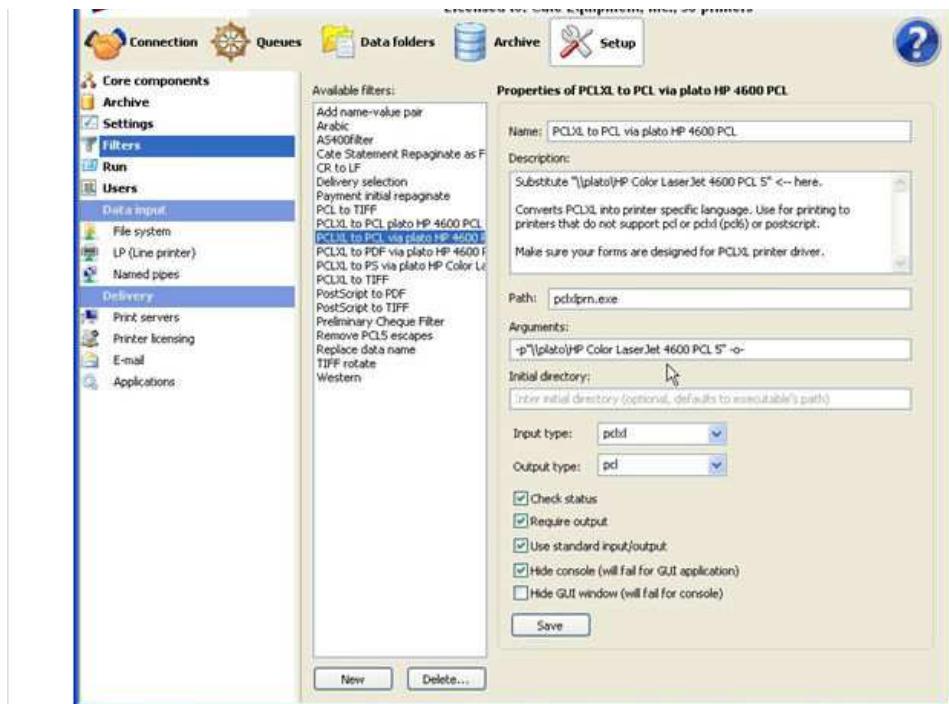 Licensed to: Cate Equipment, Inc., 50 printers
Connection
Queues
Data folders
Archive
Setup
?
Core components
Archive
Settings
Filters
Run
Users
Data input
File system
LP (Line printer)
Named pipes
Delivery
Print servers
Printer licensing
E-mail
Applications
Available filters:
Add name-value pair
Arabic
AS400filter
Cate Statement Repaginate as F
CR to LF
Delivery selection
Payment initial repaginate
PCL to TIFF
PCLXL to PCL plato HP 4600 PCL
PCLXL to PCL via plato HP 4600 P
PCLXL to PDF via plato HP 4600 P
PCLXL to PS via plato HP Color La
PCLXL to TIFF
PostScript to PDF
PostScript to TIFF
Preliminary Cheque Filter
Remove PCL5 escapes
Replace data name
TIFF rotate
Western
New
Delete...
Properties of PCLXL to PCL via plato HP 4600 PCL
Name: PCLXL to PCL via plato HP 4600 PCL
Description:
Substitute "\\plato\HP Color LaserJet 4600 PCL 5" <-- here.
Converts PCLXL into printer specific language. Use for printing to
printers that do not support pcl or pclxl (pcl6) or postscript.
Make sure your forms are designed for PCLXL printer driver.
Path: pclxlprn.exe
Arguments:
-p"\\plato\HP Color LaserJet 4600 PCL 5" -o-
Initial directory:
Enter initial directory (optional, defaults to executable's path)
Input type: pclxl
Output type: pcl
Check status
Require output
Use standard input/output
Hide console (will fail for GUI application)
Hide GUI window (will fail for console)
Save